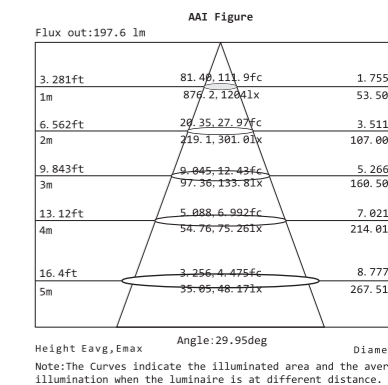 AAI Figure
Flux out:197.6 lm
3.281ft 81.40,111.9fc 1.755
1m 876.2,1204lx 53.50
6.562ft 20.35,27.97fc 3.511
2m 219.1,301.0lx 107.00
9.843ft 9.045,12.43fc 5.266
3m 97.36,133.81x 160.50
13.12ft 5.088,6.992fc 7.021
4m 54.76,75.26lx 214.01
16.4ft 3.256,4.475fc 8.777
5m 35.05,48.17lx 267.51
Height Eavg,Emax Angle:29.95deg Diame
Note:The Curves indicate the illuminated area and the aver
illumination when the luminaire is at different distance.